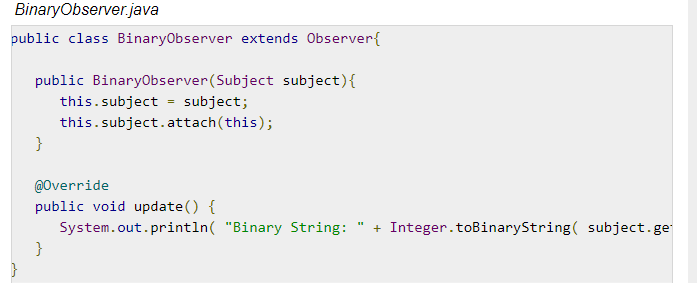 BinaryObserver.java
public class BinaryObserver extends Observer{
public BinaryObserver(Subject subject){
this.subject = subject;
this.subject.attach(this);
}
@Override
public void update() {
System.out.println( "Binary String: " + Integer.toBinaryString( subject.ge
}
}